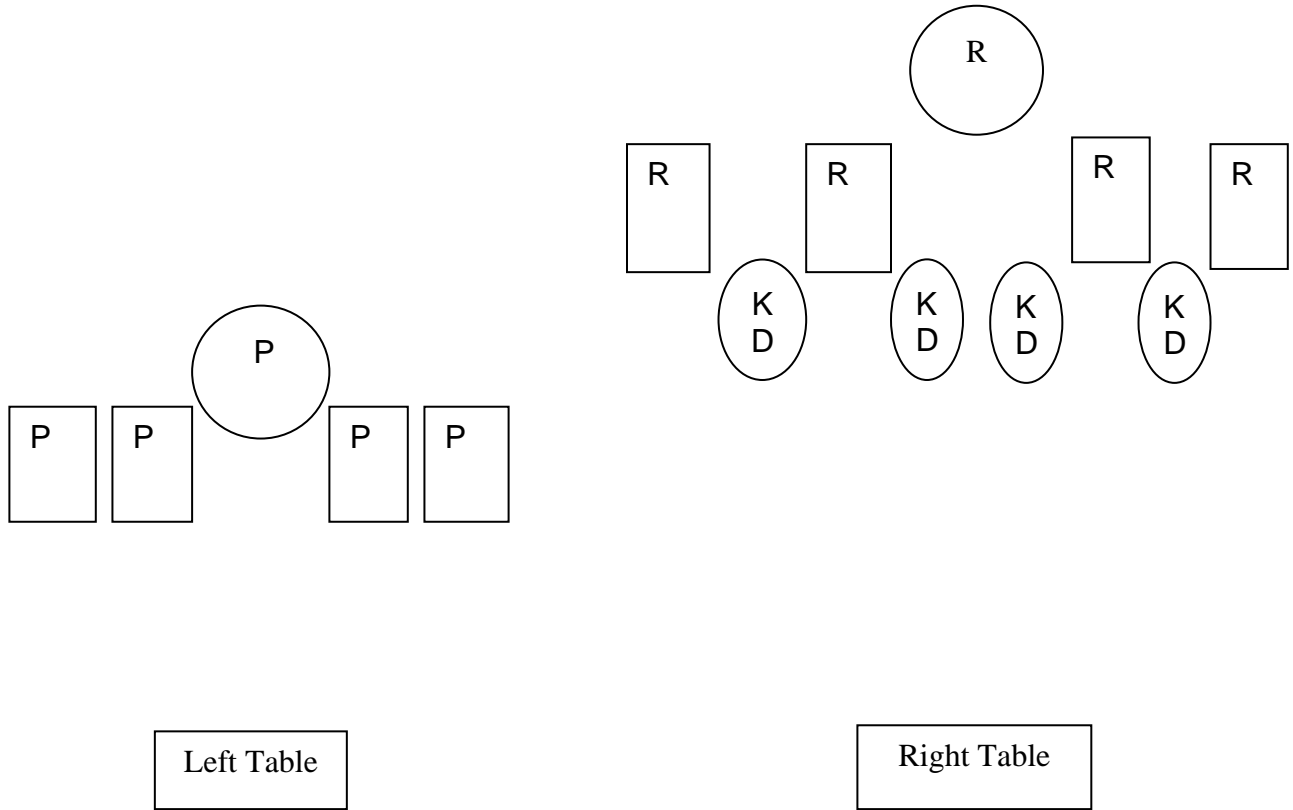 R
R R R R
K K K K
D D D D
P
P P P P
Left Table Right Table